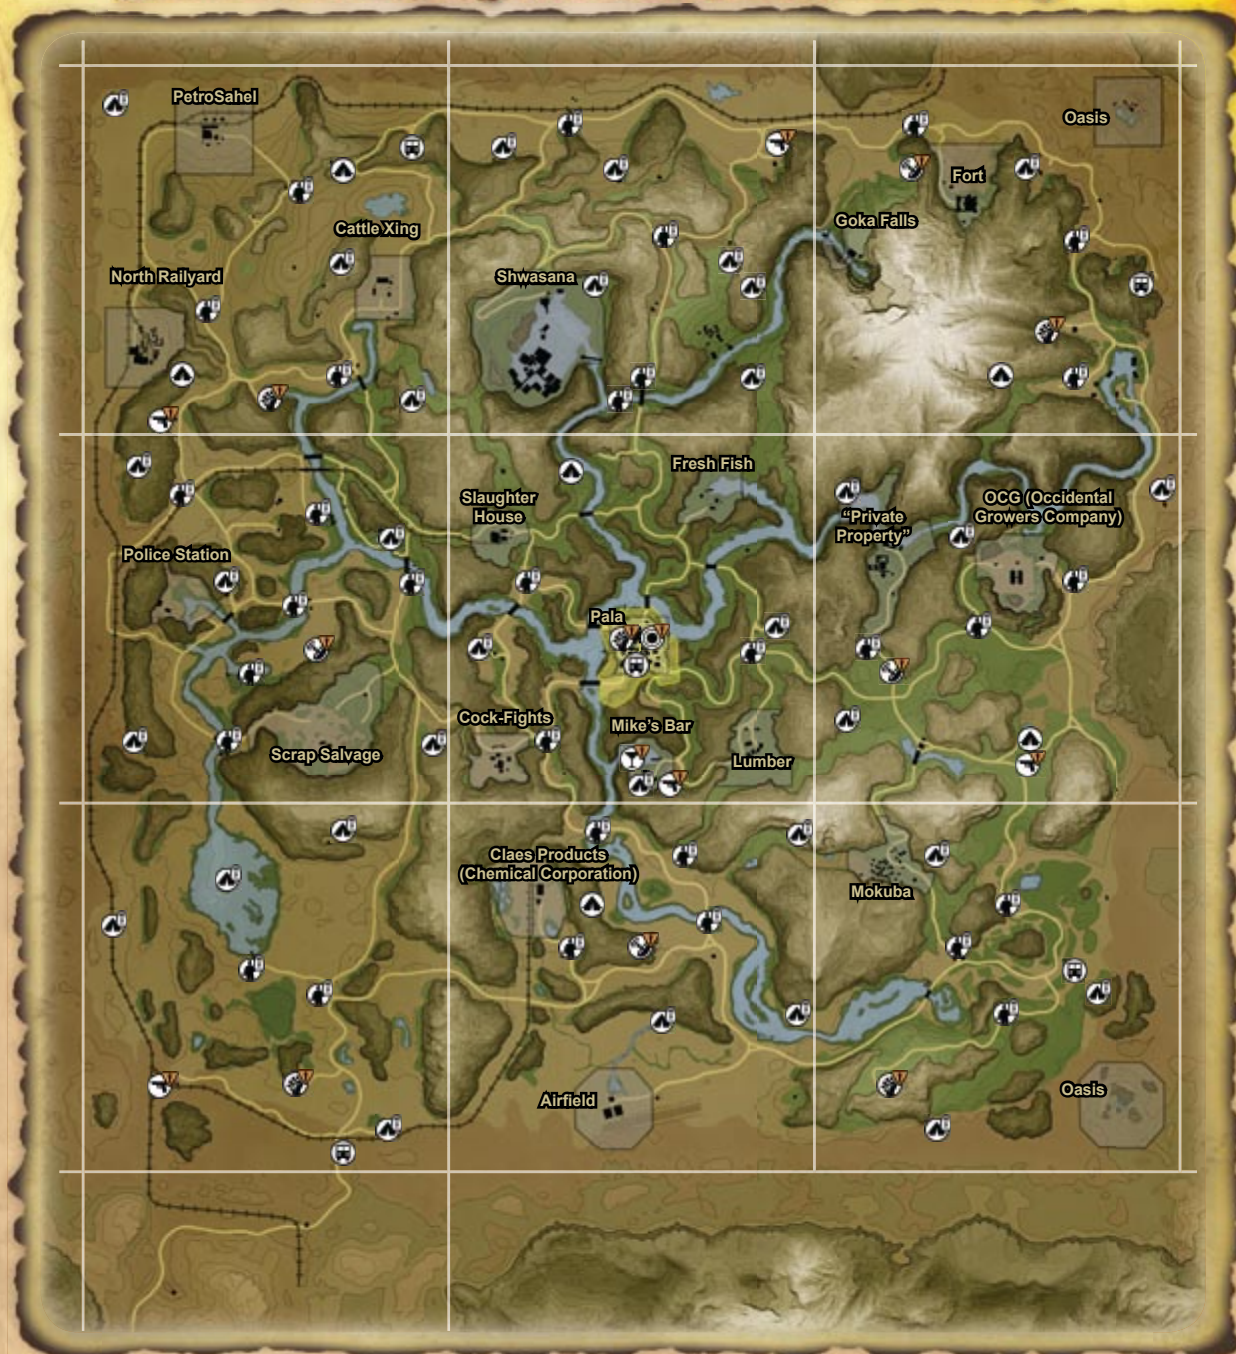 PetroSahel
Oasis
Fort
Goka Falls
Cattle Xing
North Railyard
Shwasana
Fresh Fish
Slaughter
House
OCG (Occidental
Growers Company)
“Private
Property”
Police Station
Pala
Cock-Fights
Mike's Bar
Scrap Salvage
Lumber
Claes Products
(Chemical Corporation)
Mokuba
Airfield
Oasis